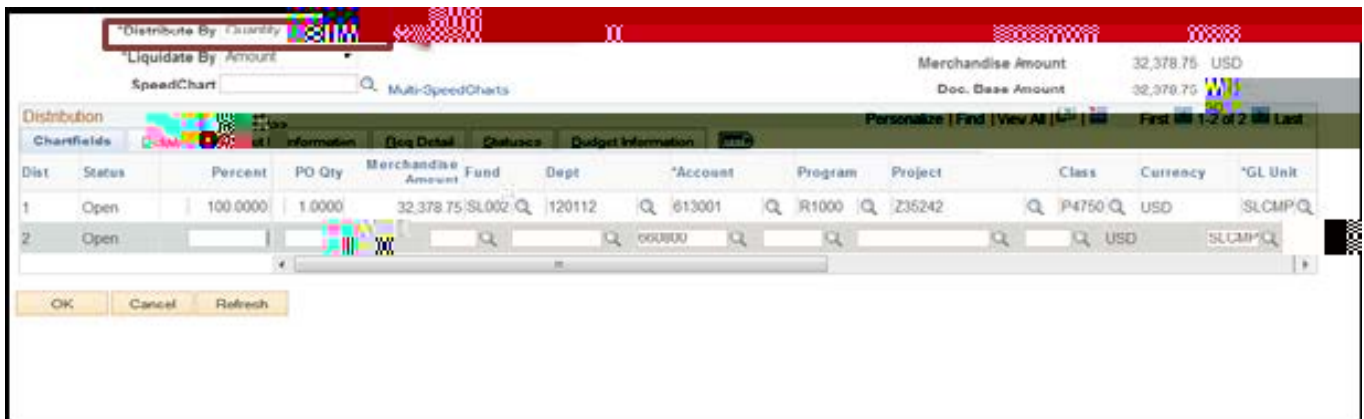 *Distribute By Quantity
*Liquidate By Amount
Merchandise Amount 32,378.75 USD
SpeedChart Multi-SpeedCharts
Doc. Base Amount 32,378.75
Distribution
Personalize | Find | View All | First 1-2 of 2 Last
Chartfields Information Req Detail Statuses Budget Information
Dist Status Percent PO Qty Merchandise Amount Fund Dept *Account Program Project Class Currency *GL Unit
1 Open 100.0000 1.0000 32,378.75 SL002 120112 613001 R1000 Z35242 P4750 USD SLCMP
2 Open 660800 USD SLCMP
OK Cancel Refresh